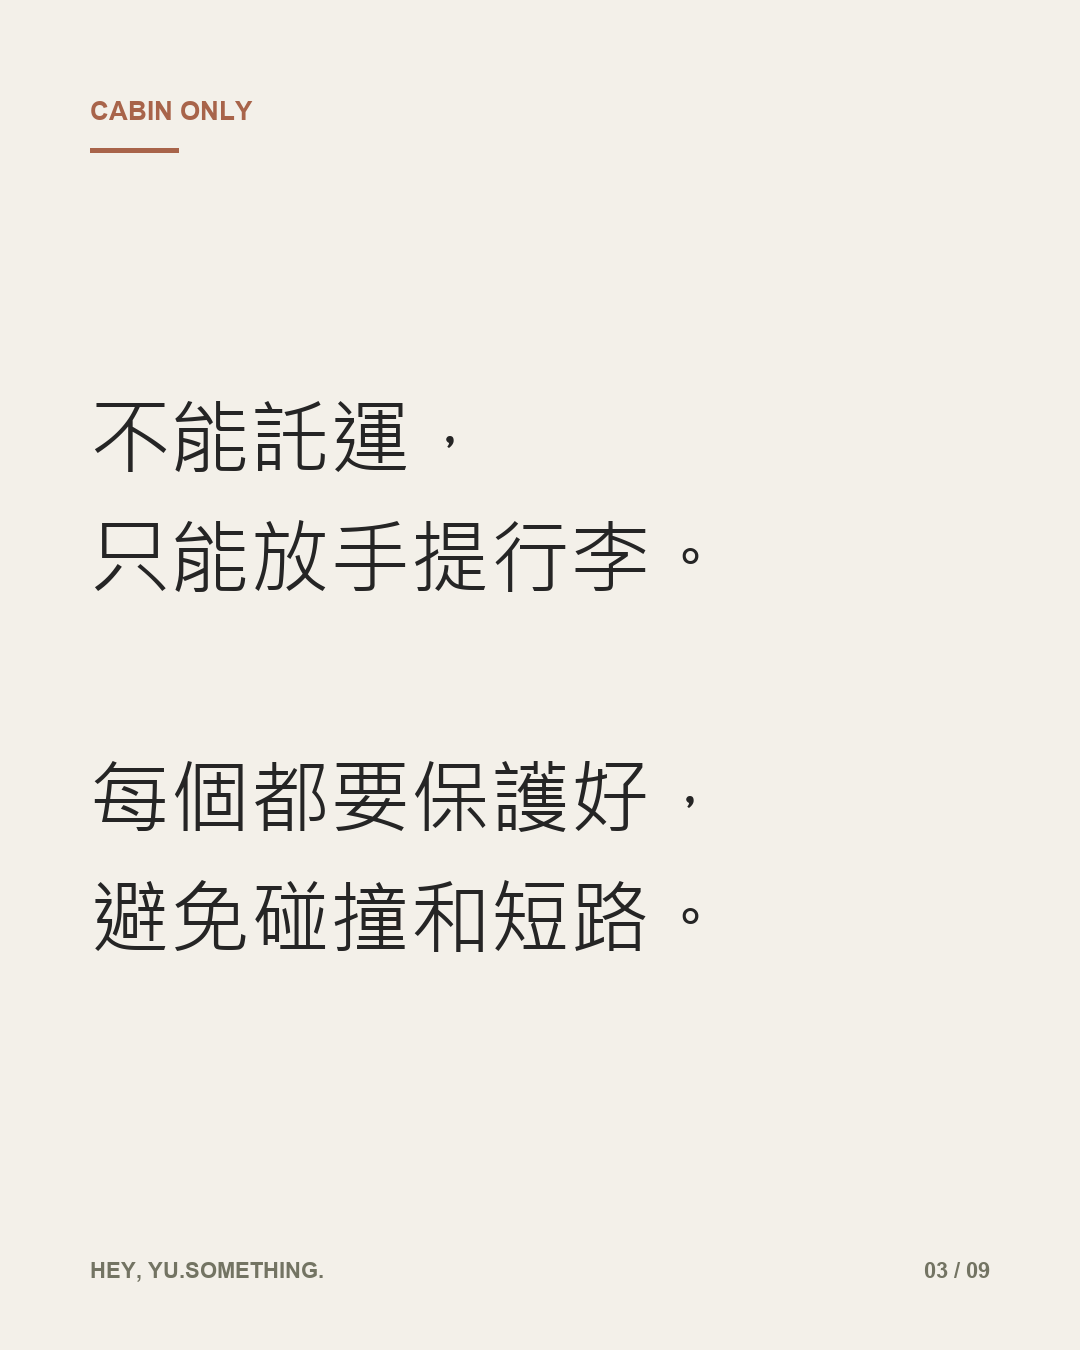 CABIN ONLY
不能託運，
只能放手提行李。
每個都要保護好，
避免碰撞和短路。
HEY, YU.SOMETHING.
03 / 09